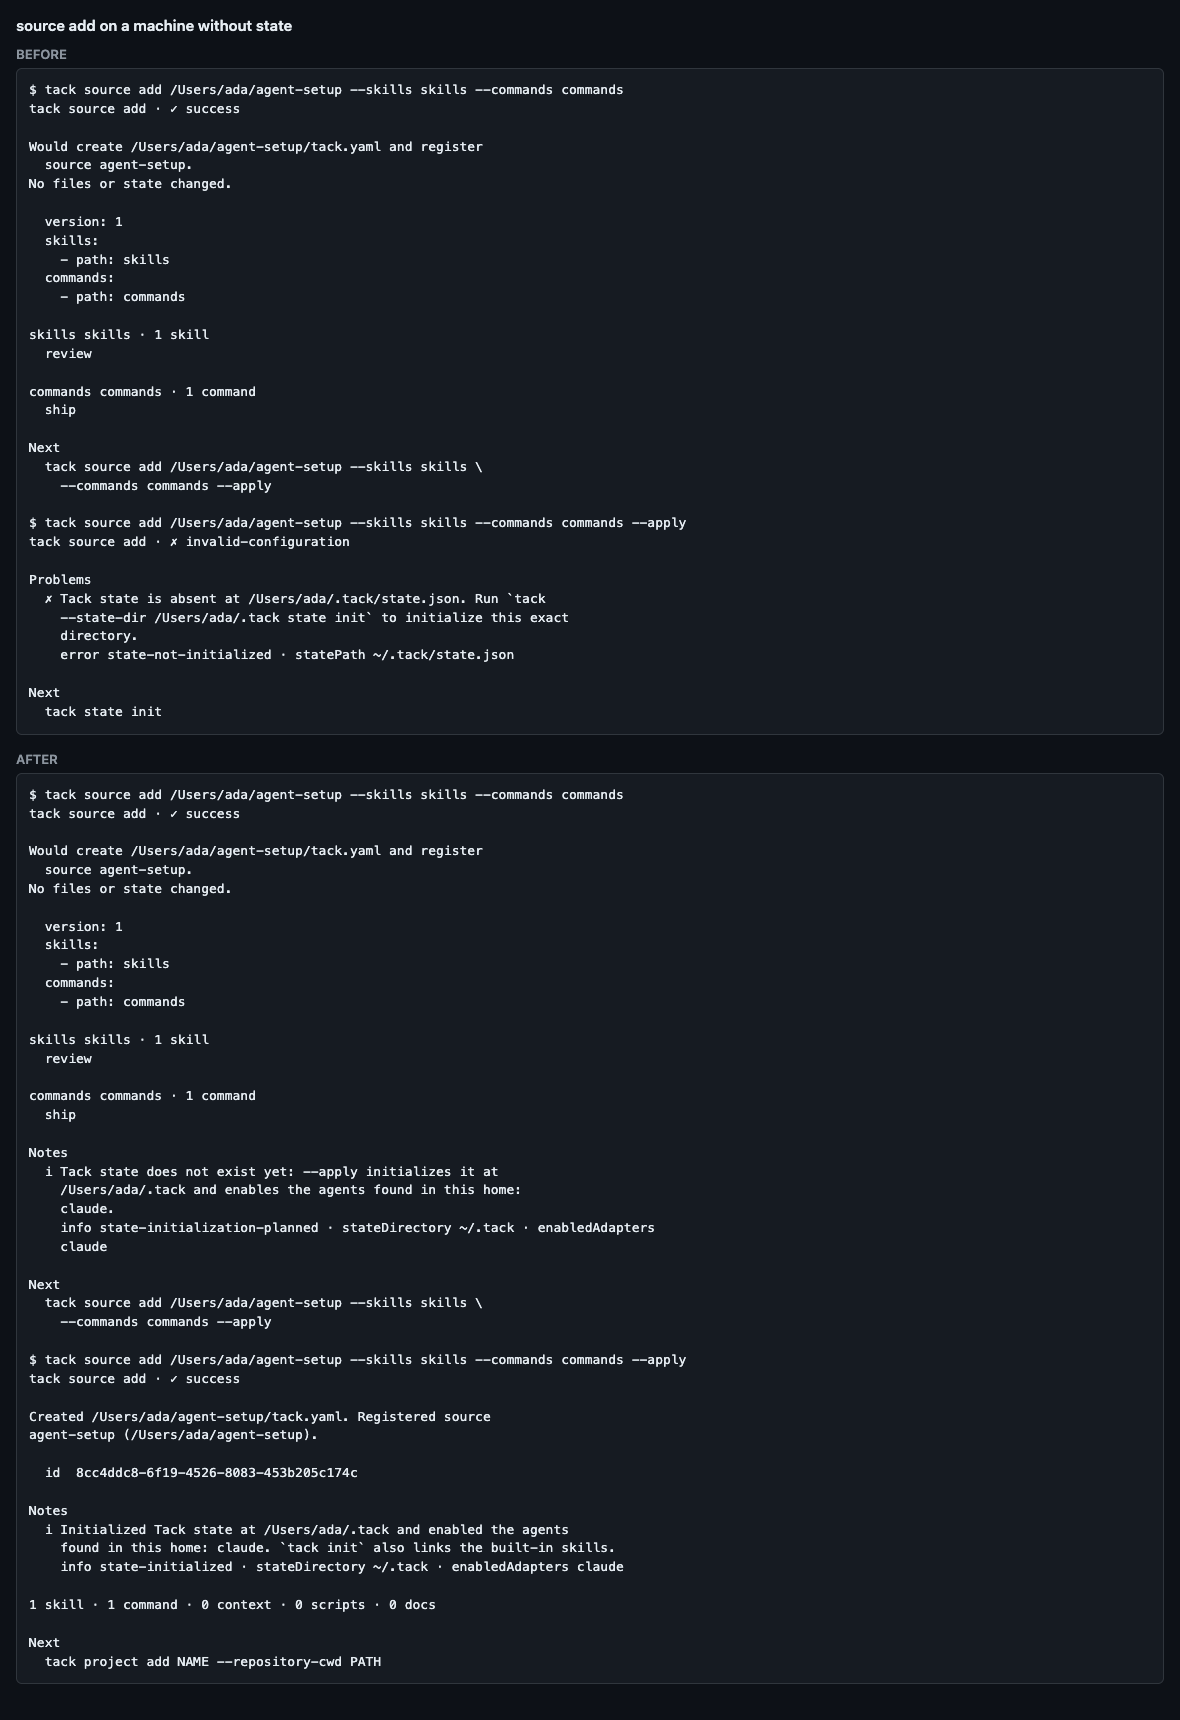 source add on a machine without state
BEFORE
$ tack source add /Users/ada/agent-setup --skills skills --commands commands
tack source add · ✓ success
Would create /Users/ada/agent-setup/tack.yaml and register
source agent-setup.
No files or state changed.
version: 1
skills:
- path: skills
commands:
- path: commands
skills skills · 1 skill
review
commands commands · 1 command
ship
Next
tack source add /Users/ada/agent-setup --skills skills \
--commands commands --apply
$ tack source add /Users/ada/agent-setup --skills skills --commands commands --apply
tack source add · ✗ invalid-configuration
Problems
✗ Tack state is absent at /Users/ada/.tack/state.json. Run `tack
--state-dir /Users/ada/.tack state init` to initialize this exact
directory.
error state-not-initialized · statePath ~/.tack/state.json
Next
tack state init
AFTER
$ tack source add /Users/ada/agent-setup --skills skills --commands commands
tack source add · ✓ success
Would create /Users/ada/agent-setup/tack.yaml and register
source agent-setup.
No files or state changed.
version: 1
skills:
- path: skills
commands:
- path: commands
skills skills · 1 skill
review
commands commands · 1 command
ship
Notes
i Tack state does not exist yet: --apply initializes it at
/Users/ada/.tack and enables the agents found in this home:
claude.
info state-initialization-planned · stateDirectory ~/.tack · enabledAdapters
claude
Next
tack source add /Users/ada/agent-setup --skills skills \
--commands commands --apply
$ tack source add /Users/ada/agent-setup --skills skills --commands commands --apply
tack source add · ✓ success
Created /Users/ada/agent-setup/tack.yaml. Registered source
agent-setup (/Users/ada/agent-setup).
id  8cc4ddc8-6f19-4526-8083-453b205c174c
Notes
i Initialized Tack state at /Users/ada/.tack and enabled the agents
found in this home: claude. `tack init` also links the built-in skills.
info state-initialized · stateDirectory ~/.tack · enabledAdapters claude
1 skill · 1 command · 0 context · 0 scripts · 0 docs
Next
tack project add NAME --repository-cwd PATH